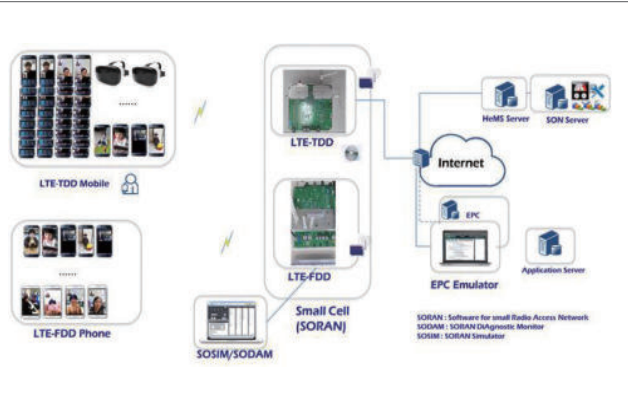 LTE-TDD Mobile
LTE-FDD Phone
LTE-TDD
LTE-FDD
Small Cell
(SORAN)
SOSIM/SODAM
HeMS Server
SON Server
Internet
EPC
EPC Emulator
Application Server
SORAN : Software for small Radio Access Network
SODAM : SORAN DiAgnostic Monitor
SOSIM : SORAN Simulator